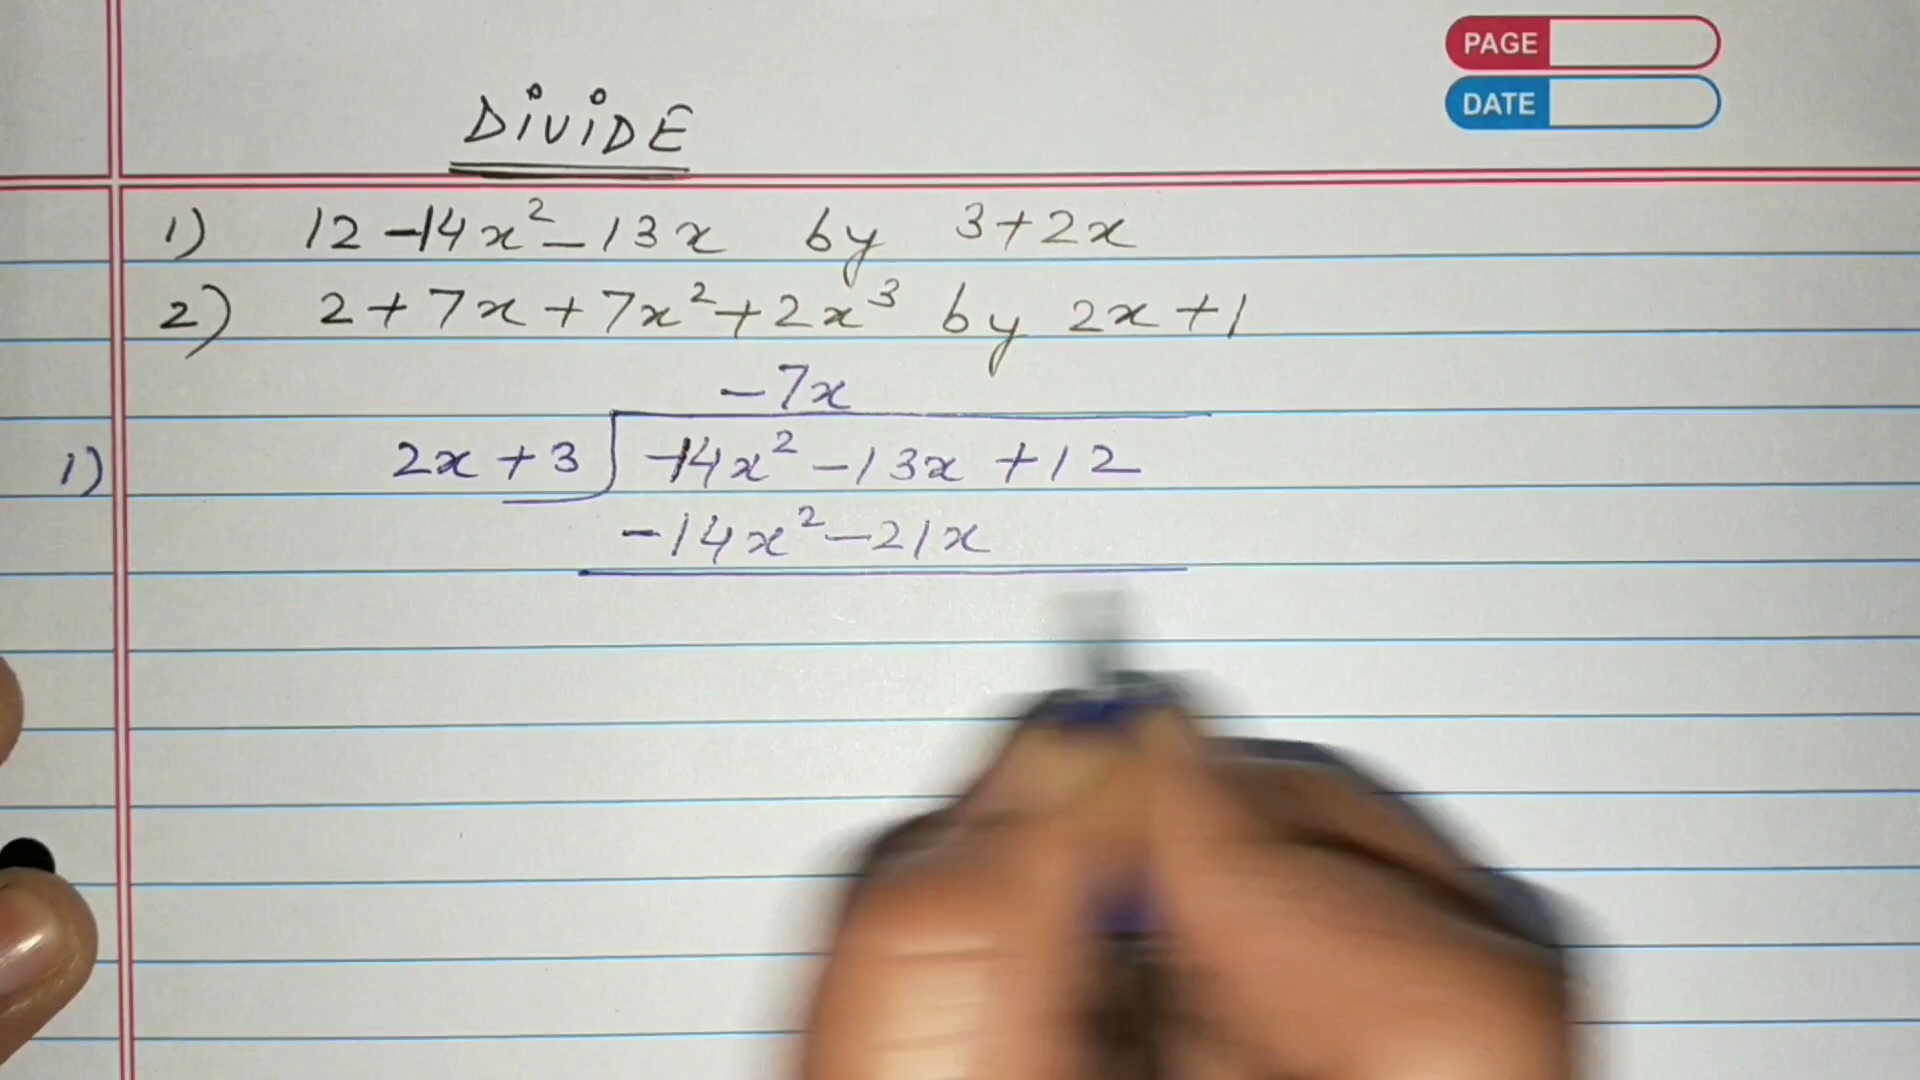 PAGE
DATE
DiViDE
1) 12 -14x² - 13x by 3+2x
2) 2 + 7x + 7x² + 2x³ by 2x + 1
-7x
1) 2x + 3 -14x² - 13x + 12
-14x² - 21x